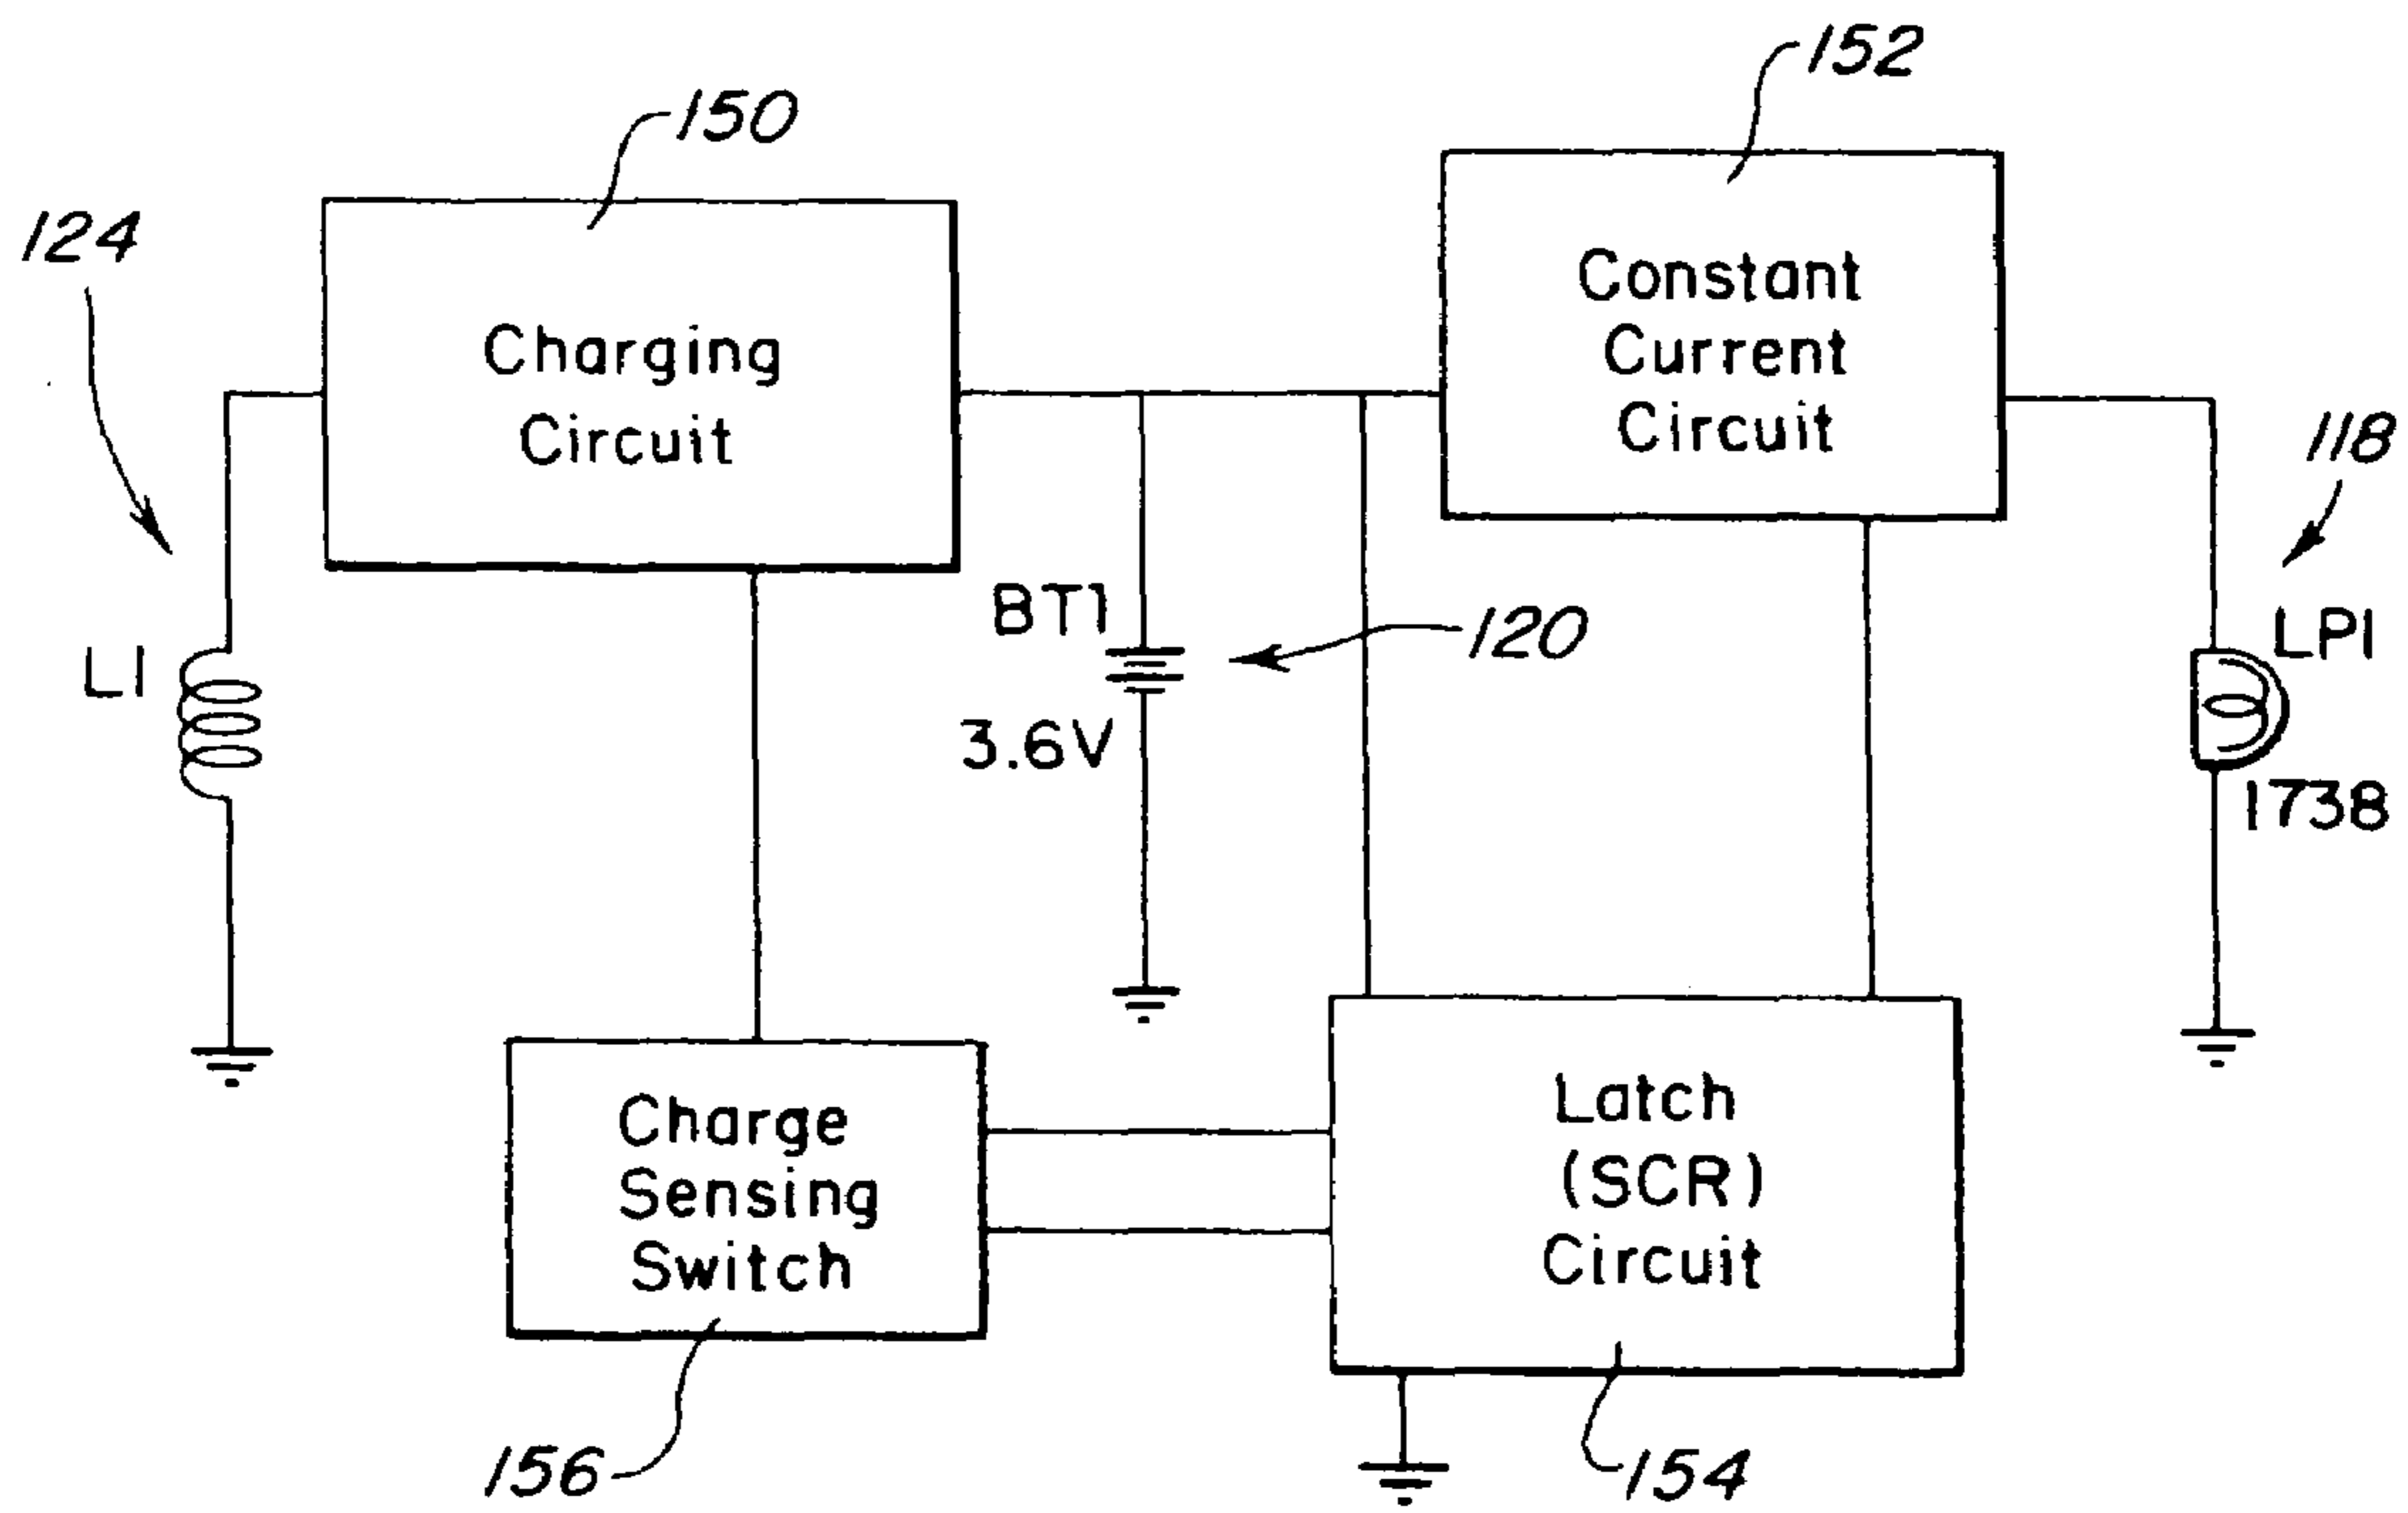 152
150
124
Charging
Circuit
Constant
Current
Circuit
118
BT1
120
LP1
L1
3.6V
1738
Charge
Sensing
Switch
Latch
(SCR)
Circuit
156
154